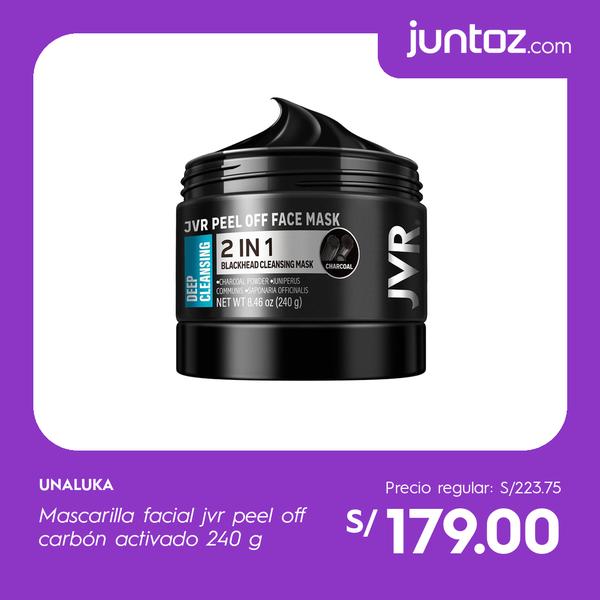 juntoz.com
JVR PEEL OFF FACE MASK
DEEP CLEANSING
2 IN 1
BLACKHEAD CLEANSING MASK
CHARCOAL
•CHARCOAL POWDER •JUNIPERUS
COMMUNIS •SAPONARIA OFFICINALIS
NET WT 8.46 oz (240 g)
JVR
UNALUKA
Mascarilla facial jvr peel off
carbón activado 240 g
Precio regular: S/223.75
S/179.00